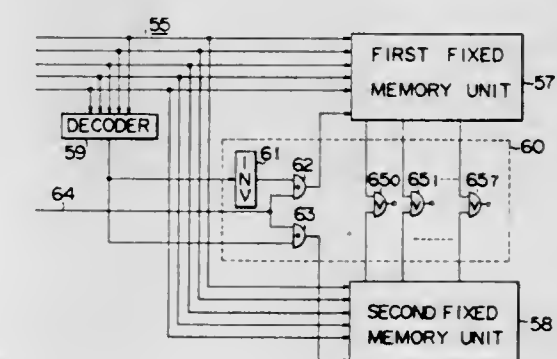 55
FIRST FIXED
MEMORY UNIT
57
DECODER
59
61
INV
62
60
650 651 657
64
63
SECOND FIXED
MEMORY UNIT
58